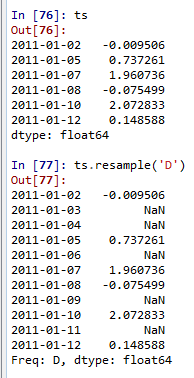 In [76]: ts
Out[76]:
2011-01-02   -0.009506
2011-01-05    0.737261
2011-01-07    1.960736
2011-01-08   -0.075499
2011-01-10    2.072833
2011-01-12    0.148588
dtype: float64
In [77]: ts.resample('D')
Out[77]:
2011-01-02   -0.009506
2011-01-03         NaN
2011-01-04         NaN
2011-01-05    0.737261
2011-01-06         NaN
2011-01-07    1.960736
2011-01-08   -0.075499
2011-01-09         NaN
2011-01-10    2.072833
2011-01-11         NaN
2011-01-12    0.148588
Freq: D, dtype: float64